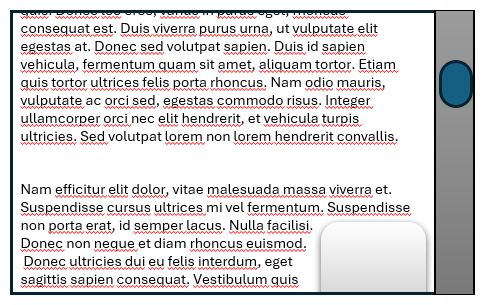 consequat est. Duis viverra purus urna, ut vulputate elit
egestas at. Donec sed volutpat sapien. Duis id sapien
vehicula, fermentum quam sit amet, aliquam tortor. Etiam
quis tortor ultrices felis porta rhoncus. Nam odio mauris,
vulputate ac orci sed, egestas commodo risus. Integer
ullamcorper orci nec elit hendrerit, et vehicula turpis
ultricies. Sed volutpat lorem non lorem hendrerit convallis.
Nam efficitur elit dolor, vitae malesuada massa viverra et.
Suspendisse cursus ultrices mi vel fermentum. Suspendisse
non porta erat, id semper lacus. Nulla facilisi.
Donec non neque et diam rhoncus euismod.
Donec ultricies dui eu felis interdum, eget
sagittis sapien consequat. Vestibulum quis